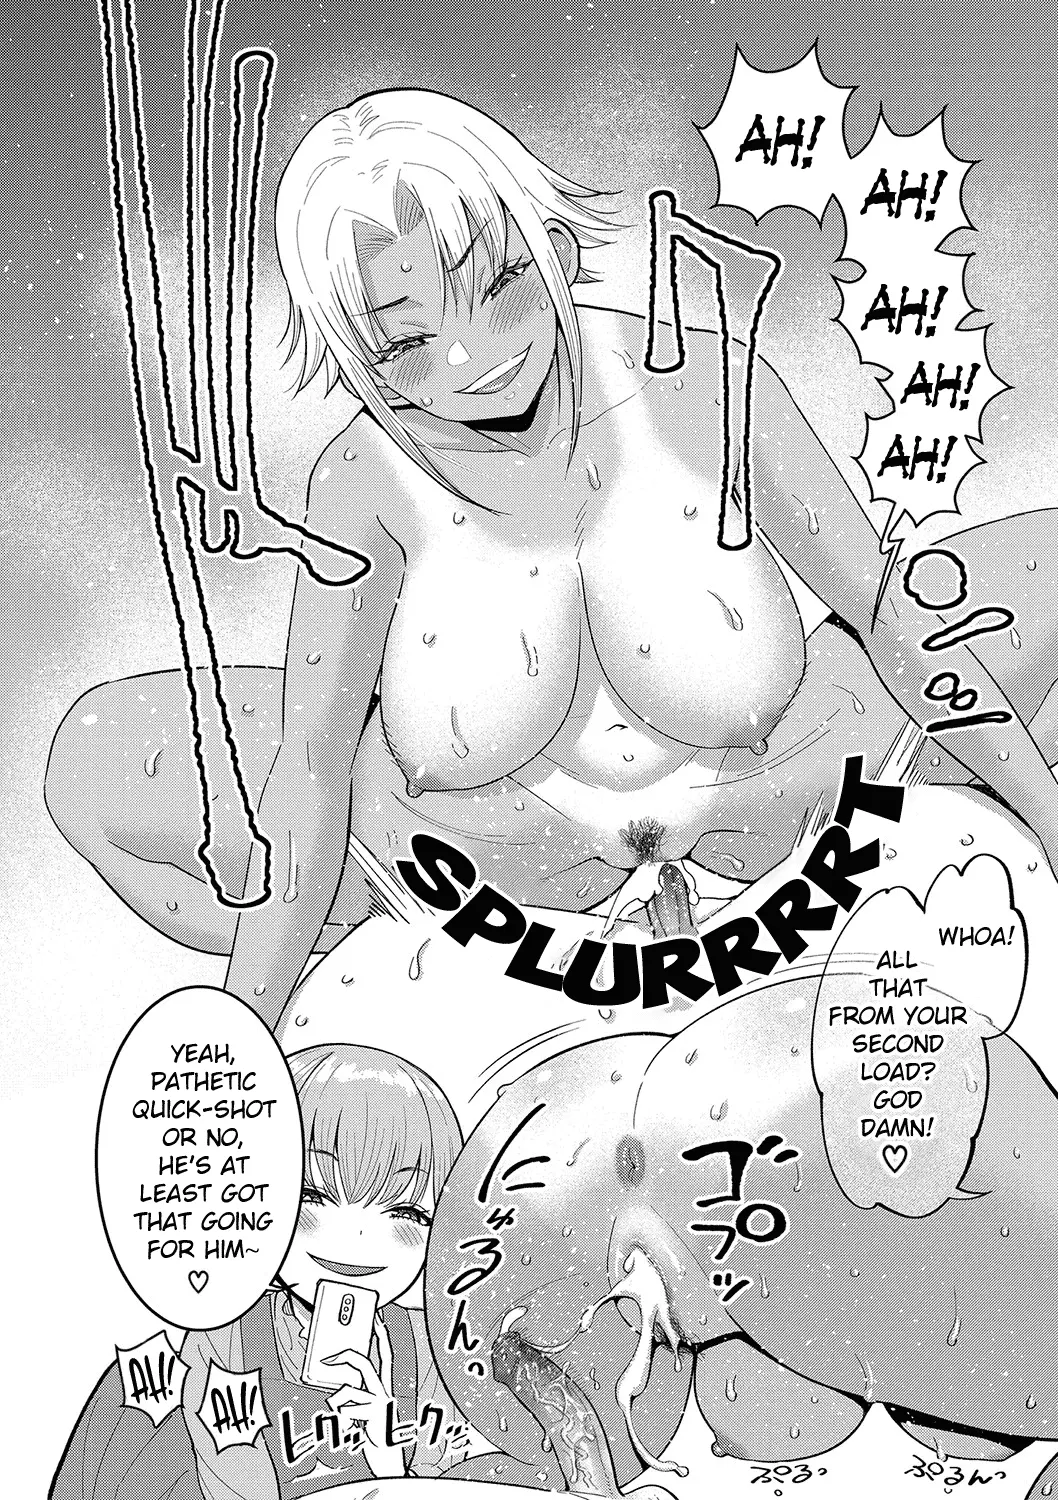 AH!
AH!
AH!
AH!
AH!
SPLURRRRT
WHOA!
ALL
THAT
FROM YOUR
SECOND
LOAD?
GOD
DAMN!
♡
YEAH,
PATHETIC
QUICK-SHOT
OR NO,
HE'S AT
LEAST GOT
THAT GOING
FOR HIM~
♡
ゴプッ
にゅるんっ
AH!
AH!
ヒクッ ヒクッ
ぷるっ
ぷるんっ